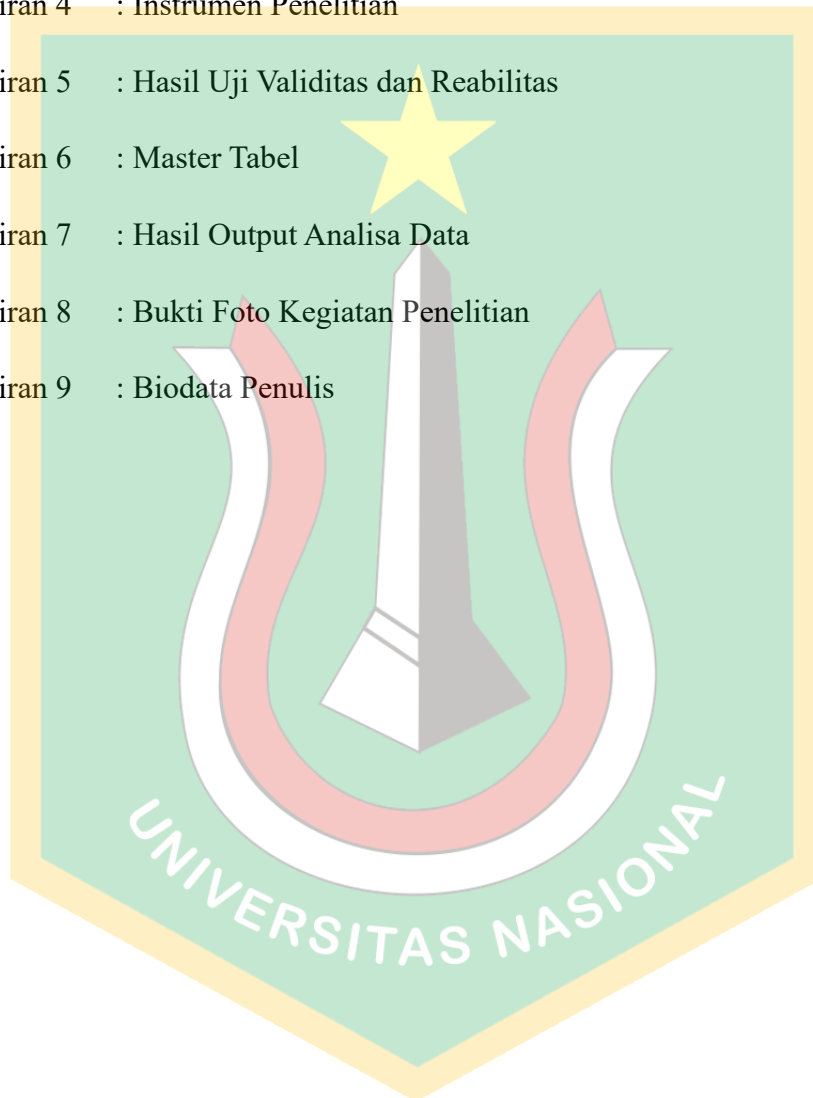 iran 4 : Instrumen Penelitian
iran 5 : Hasil Uji Validitas dan Reabilitas
iran 6 : Master Tabel
iran 7 : Hasil Output Analisa Data
iran 8 : Bukti Foto Kegiatan Penelitian
iran 9 : Biodata Penulis
UNIVERSITAS NASIONAL